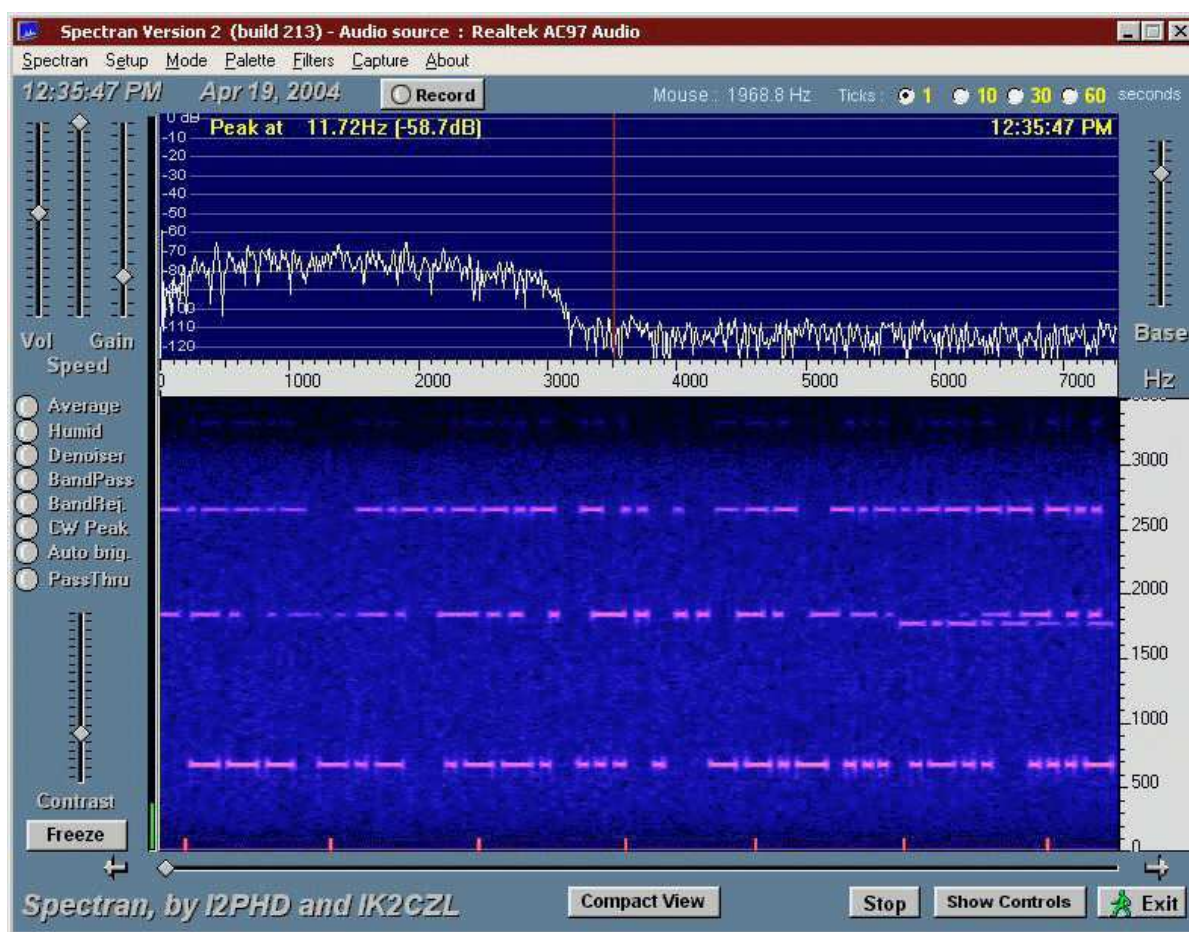 Spectran Version 2 (build 213) - Audio source : Realtek AC97 Audio
Spectran Setup Mode Palette Filters Capture About
12:35:47 PM Apr 19, 2004 Record Mouse : 1968.8 Hz Ticks : 1 10 30 60 seconds
0 dB Peak at 11.72Hz (-58.7dB) 12:35:47 PM
-10
-20
-30
-40
-50
-60
-70
-80
-90
-100
-110
-120
Vol Gain
Speed
Base
0 1000 2000 3000 4000 5000 6000 7000 Hz
Average
Humid
Denoiser
BandPass
BandRej.
CW Peak
Auto brig.
PassThru
3000
2500
2000
1500
1000
500
0
Contrast
Freeze
Spectran, by I2PHD and IK2CZL
Compact View Stop Show Controls Exit